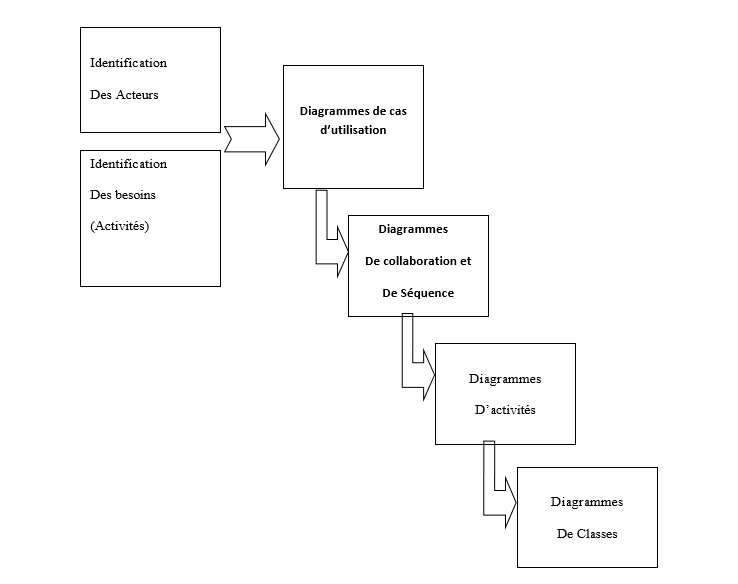 Identification
Des Acteurs
Identification
Des besoins
(Activités)
Diagrammes de cas
d’utilisation
Diagrammes
De collaboration et
De Séquence
Diagrammes
D’activités
Diagrammes
De Classes